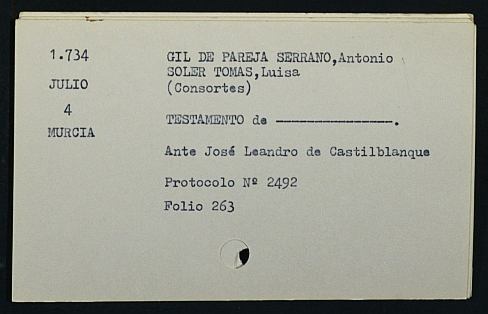 1.734
JULIO
4
MURCIA
GIL DE PAREJA SERRANO,Antonio
SOLER TOMAS,Luisa
(Consortes)
TESTAMENTO de ————————.
Ante José Leandro de Castilblanque
Protocolo Nº 2492
Folio 263